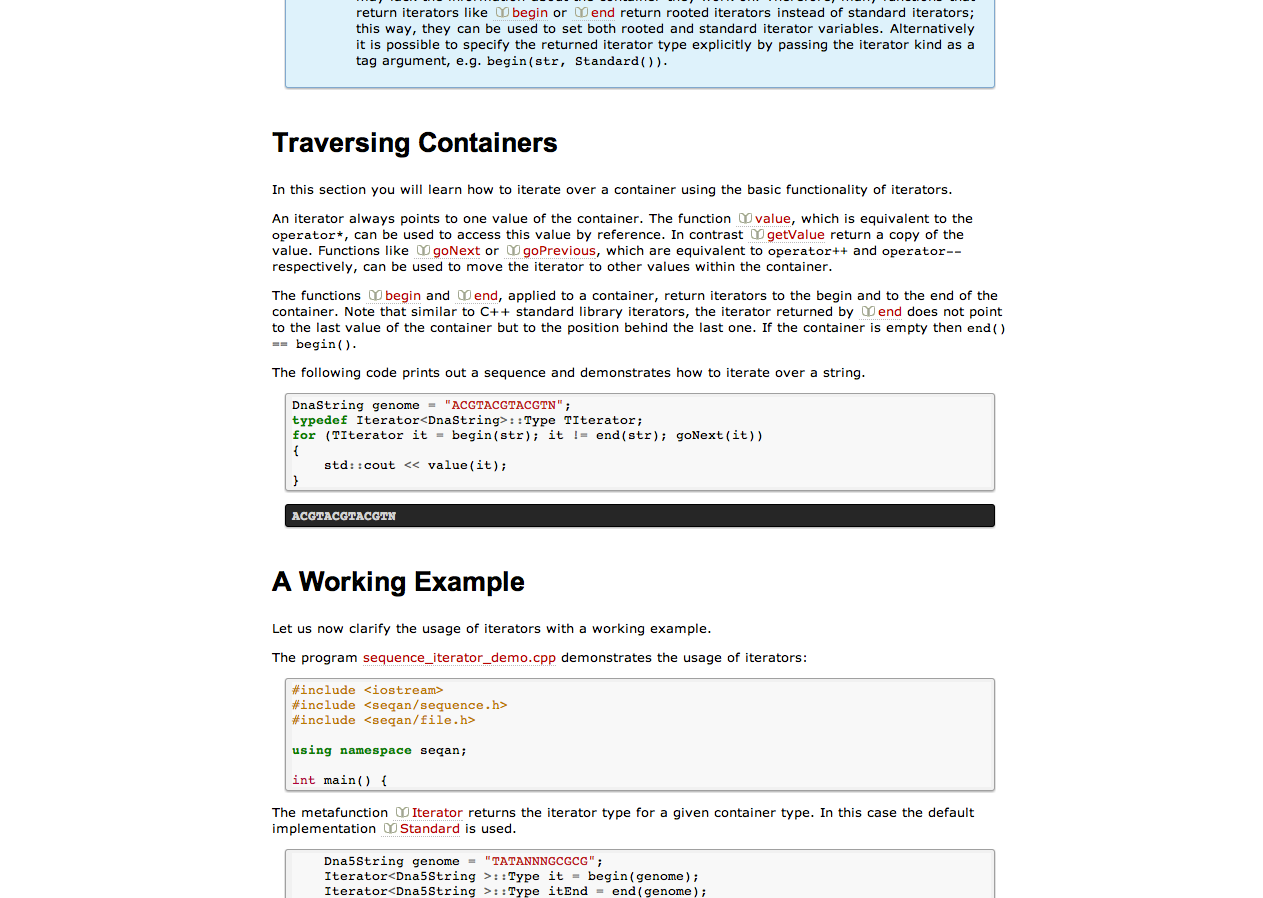 return iterators like begin or end return rooted iterators instead of standard iterators;
this way, they can be used to set both rooted and standard iterator variables. Alternatively
it is possible to specify the returned iterator type explicitly by passing the iterator kind as a
tag argument, e.g. begin(str, Standard()).
Traversing Containers
In this section you will learn how to iterate over a container using the basic functionality of iterators.
An iterator always points to one value of the container. The function value, which is equivalent to the
operator*, can be used to access this value by reference. In contrast getValue return a copy of the
value. Functions like goNext or goPrevious, which are equivalent to operator++ and operator--
respectively, can be used to move the iterator to other values within the container.
The functions begin and end, applied to a container, return iterators to the begin and to the end of the
container. Note that similar to C++ standard library iterators, the iterator returned by end does not point
to the last value of the container but to the position behind the last one. If the container is empty then end()
== begin().
The following code prints out a sequence and demonstrates how to iterate over a string.
DnaString genome = "ACGTACGTACGTN";
typedef Iterator<DnaString>::Type TIterator;
for (TIterator it = begin(str); it != end(str); goNext(it))
{
    std::cout << value(it);
}
ACGTACGTACGTN
A Working Example
Let us now clarify the usage of iterators with a working example.
The program sequence_iterator_demo.cpp demonstrates the usage of iterators:
#include <iostream>
#include <seqan/sequence.h>
#include <seqan/file.h>
using namespace seqan;
int main() {
The metafunction Iterator returns the iterator type for a given container type. In this case the default
implementation Standard is used.
    Dna5String genome = "TATANNNGCGCG";
    Iterator<Dna5String >::Type it = begin(genome);
    Iterator<Dna5String >::Type itEnd = end(genome);